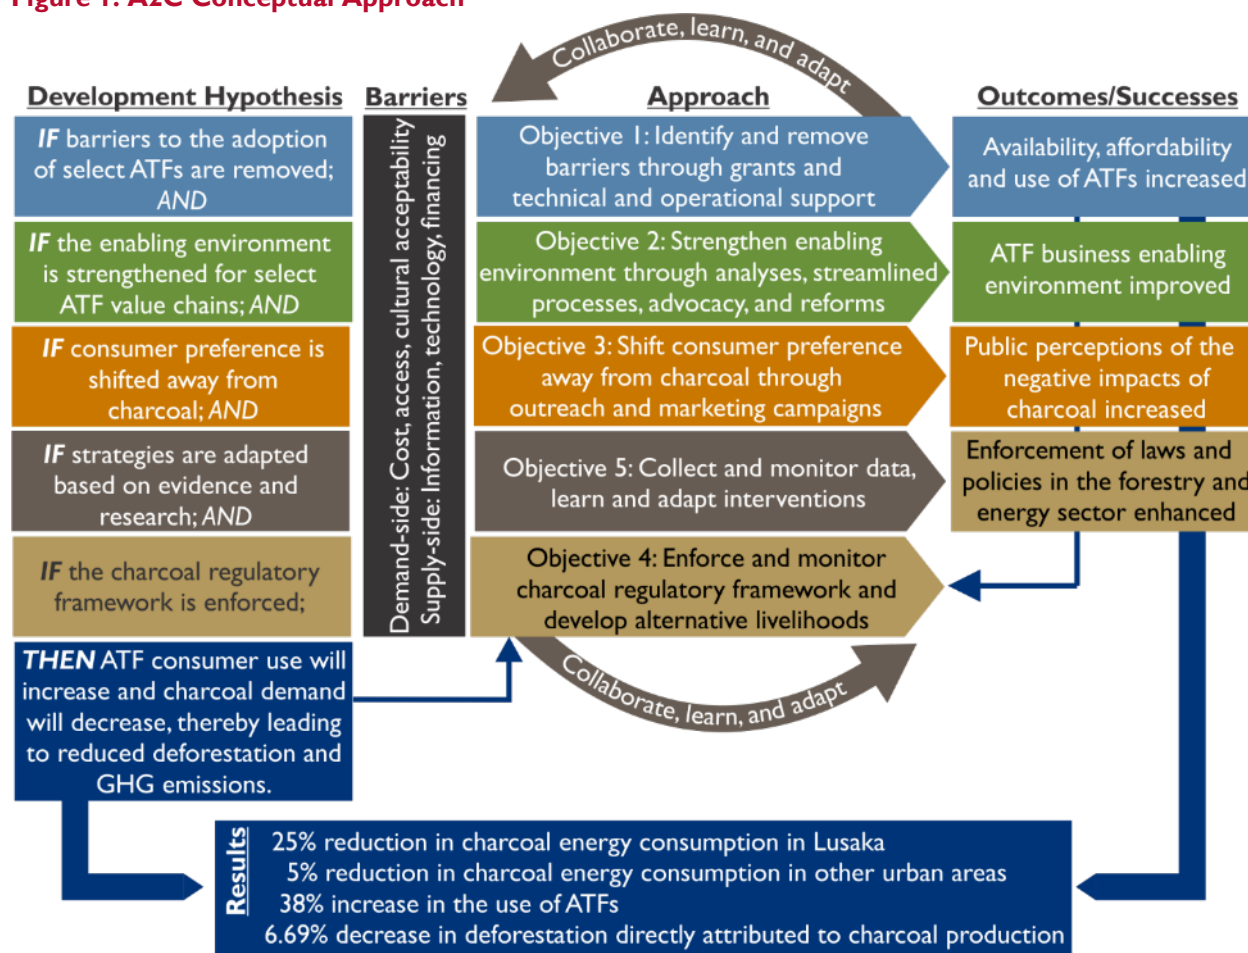 Figure 1: A2C Conceptual Approach
Collaborate, learn, and adapt
Development Hypothesis
Barriers
Approach
Outcomes/Successes
IF barriers to the adoption
of select ATFs are removed;
AND
IF the enabling environment
is strengthened for select
ATF value chains; AND
IF consumer preference is
shifted away from
charcoal; AND
IF strategies are adapted
based on evidence and
research; AND
IF the charcoal regulatory
framework is enforced;
THEN ATF consumer use will
increase and charcoal demand
will decrease, thereby leading
to reduced deforestation and
GHG emissions.
Demand-side: Cost, access, cultural acceptability
Supply-side: Information, technology, financing
Objective 1: Identify and remove
barriers through grants and
technical and operational support
Objective 2: Strengthen enabling
environment through analyses, streamlined
processes, advocacy, and reforms
Objective 3: Shift consumer preference
away from charcoal through
outreach and marketing campaigns
Objective 5: Collect and monitor data,
learn and adapt interventions
Objective 4: Enforce and monitor
charcoal regulatory framework and
develop alternative livelihoods
Availability, affordability
and use of ATFs increased
ATF business enabling
environment improved
Public perceptions of the
negative impacts of
charcoal increased
Enforcement of laws and
policies in the forestry and
energy sector enhanced
Collaborate, learn, and adapt
Results
25% reduction in charcoal energy consumption in Lusaka
5% reduction in charcoal energy consumption in other urban areas
38% increase in the use of ATFs
6.69% decrease in deforestation directly attributed to charcoal production